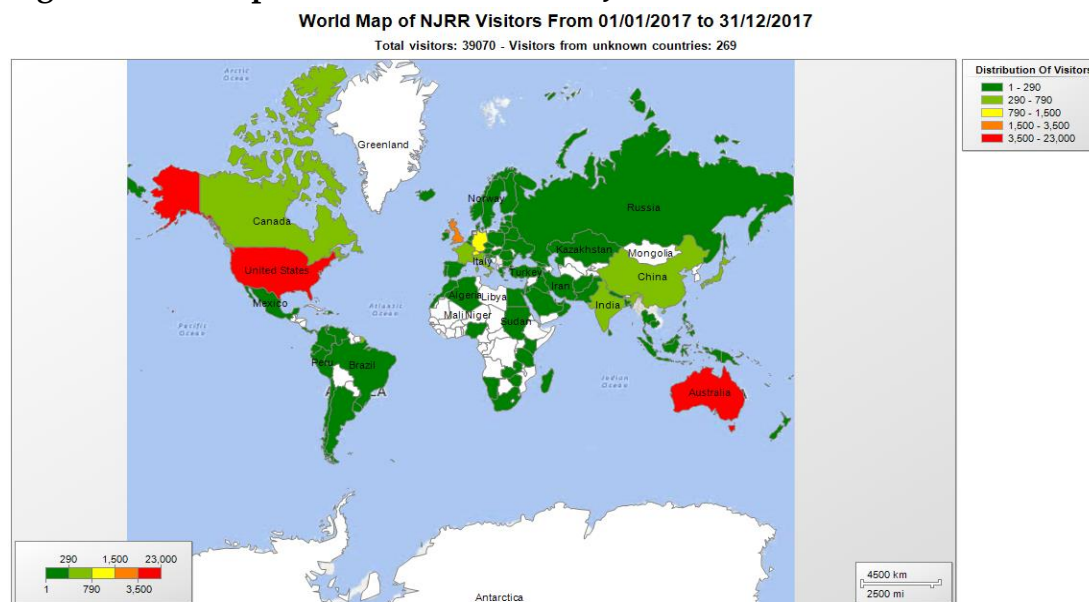 World Map of NJRR Visitors From 01/01/2017 to 31/12/2017
Total visitors: 39070 - Visitors from unknown countries: 269
Distribution Of Visitors
1 - 290
290 - 790
790 - 1,500
1,500 - 3,500
3,500 - 23,000
Arctic
Ocean
Greenland
Norway
Russia
Canada
Kazakhstan
Mongolia
Italy
United States
Turkey
China
Iran
Algeria
Libya
Mexico
Atlantic
Ocean
India
Mali
Niger
Sudan
Pacific
Ocean
Peru
Brazil
Indian
Ocean
Australia
290 1,500 23,000
1 790 3,500
4500 km
2500 mi
Antarctica